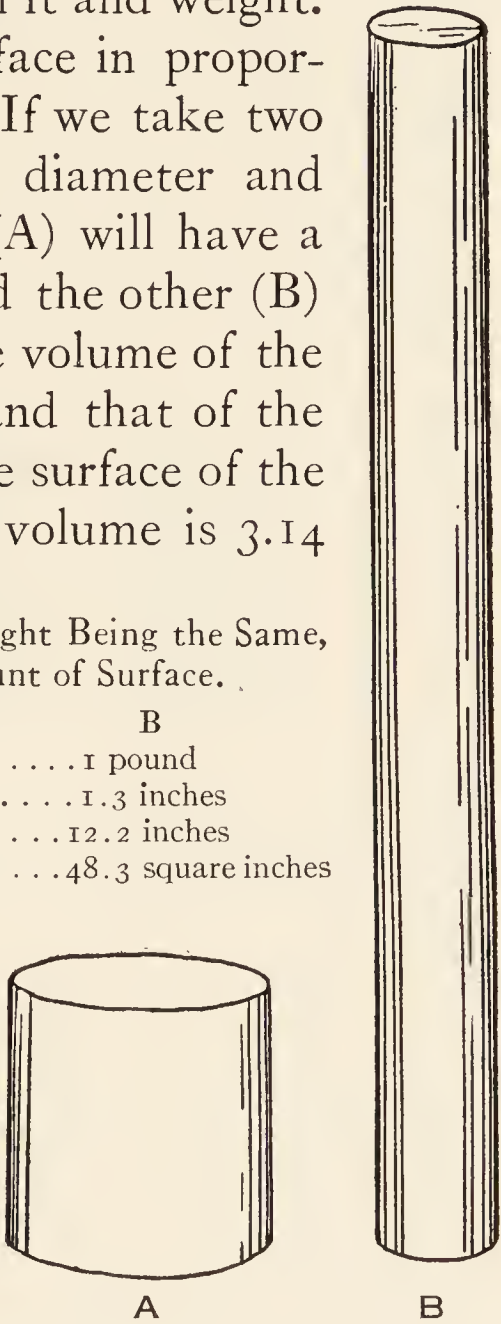 it and weight.
face in propor-
If we take two
diameter and
(A) will have a
the other (B)
volume of the
and that of the
surface of the
volume is 3.14
ght Being the Same,
unt of Surface.
B
. . . . 1 pound
. . . . 1.3 inches
. . . 12.2 inches
. . . 48.3 square inches
A B